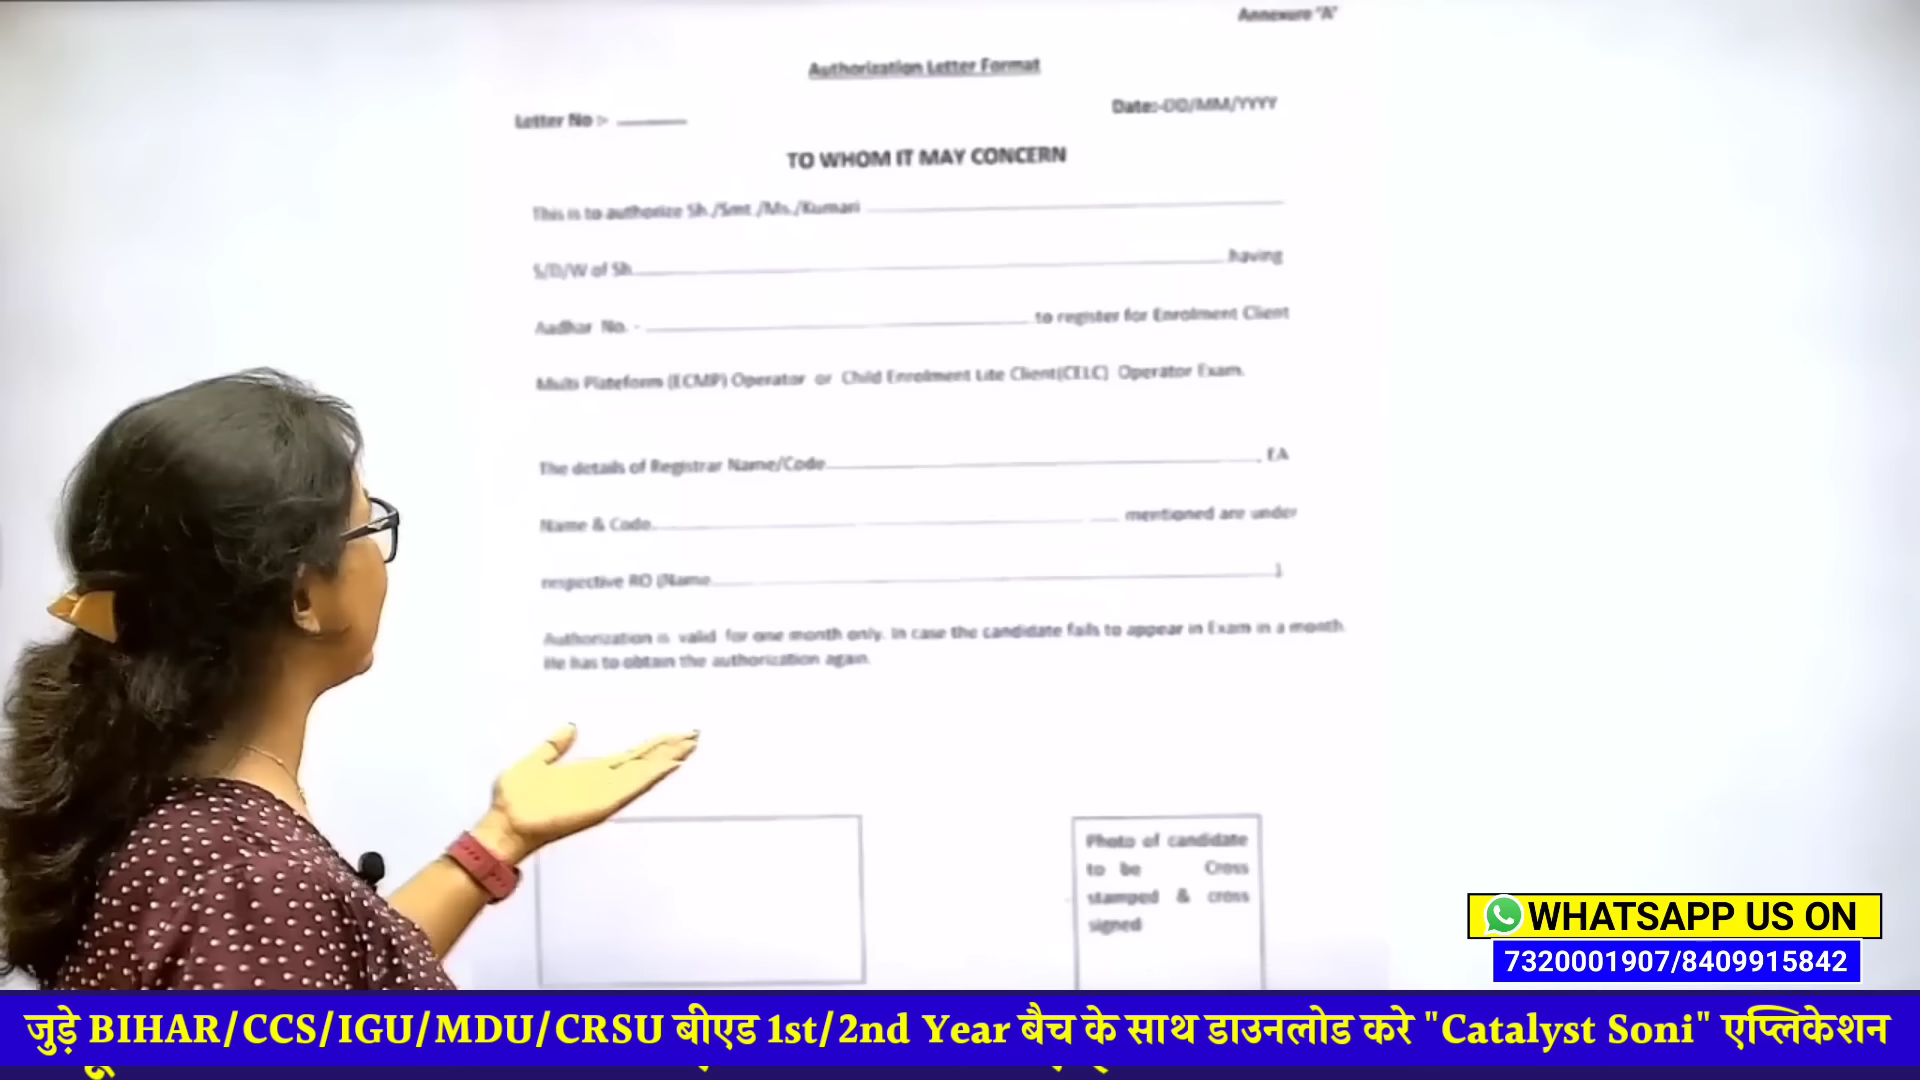 Annexure "A"
Authorization Letter Format
Letter No :- ________
Date:-DD/MM/YYYY
TO WHOM IT MAY CONCERN
This is to authorize Sh./Smt./Ms./Kumari
S/D/W of Sh having
Aadhar No. - to register for Enrolment Client
Multi Plateform (ECMP) Operator or Child Enrolment Lite Client(CELC) Operator Exam.
The details of Registrar Name/Code , EA
Name & Code mentioned are under
respective RO (Name )
Authorization is valid for one month only. In case the candidate fails to appear in Exam in a month
He has to obtain the authorization again.
Photo of candidate
to be Cross
stamped & cross
signed
WHATSAPP US ON
7320001907/8409915842
जुड़े BIHAR/CCS/IGU/MDU/CRSU बीएड 1st/2nd Year बैच के साथ डाउनलोड करे "Catalyst Soni" एप्लिकेशन